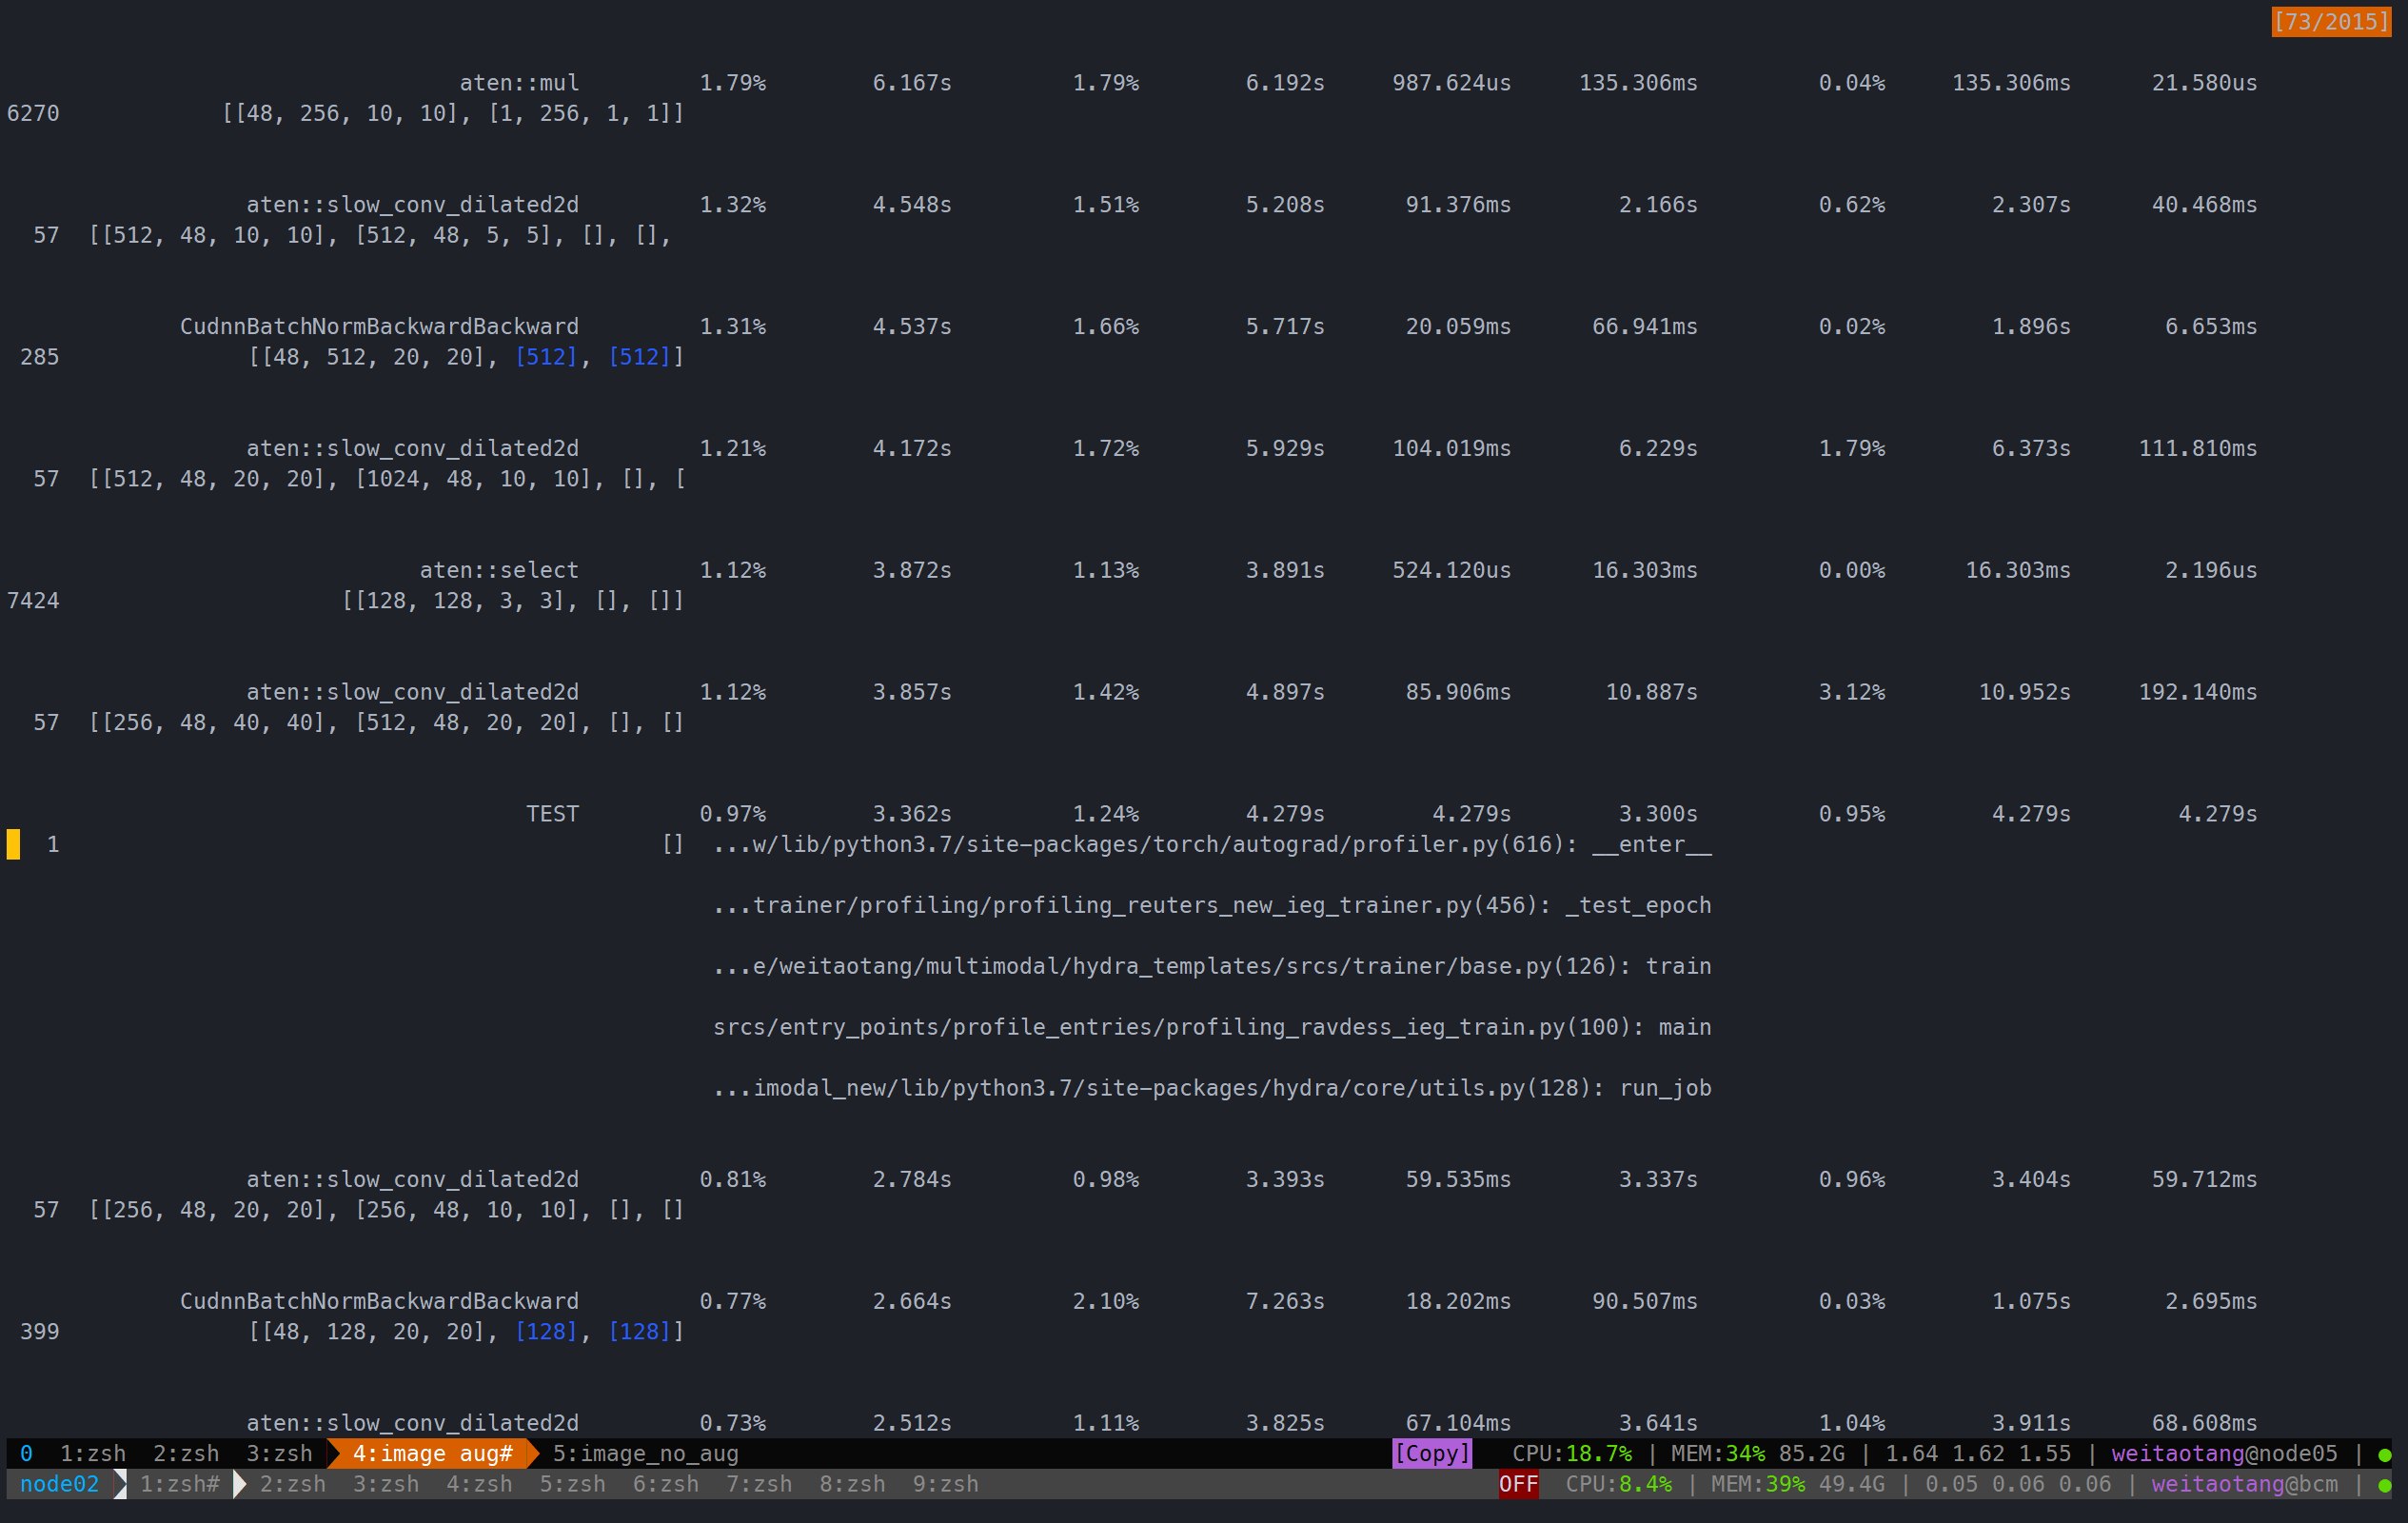 [73/2015]
aten::mul 1.79% 6.167s 1.79% 6.192s 987.624us 135.306ms 0.04% 135.306ms 21.580us
6270 [[48, 256, 10, 10], [1, 256, 1, 1]]
aten::slow_conv_dilated2d 1.32% 4.548s 1.51% 5.208s 91.376ms 2.166s 0.62% 2.307s 40.468ms
57 [[512, 48, 10, 10], [512, 48, 5, 5], [], [],
CudnnBatchNormBackwardBackward 1.31% 4.537s 1.66% 5.717s 20.059ms 66.941ms 0.02% 1.896s 6.653ms
285 [[48, 512, 20, 20], [512], [512]]
aten::slow_conv_dilated2d 1.21% 4.172s 1.72% 5.929s 104.019ms 6.229s 1.79% 6.373s 111.810ms
57 [[512, 48, 20, 20], [1024, 48, 10, 10], [], [
aten::select 1.12% 3.872s 1.13% 3.891s 524.120us 16.303ms 0.00% 16.303ms 2.196us
7424 [[128, 128, 3, 3], [], []]
aten::slow_conv_dilated2d 1.12% 3.857s 1.42% 4.897s 85.906ms 10.887s 3.12% 10.952s 192.140ms
57 [[256, 48, 40, 40], [512, 48, 20, 20], [], []
TEST 0.97% 3.362s 1.24% 4.279s 4.279s 3.300s 0.95% 4.279s 4.279s
1 [] ...w/lib/python3.7/site-packages/torch/autograd/profiler.py(616): __enter__
...trainer/profiling/profiling_reuters_new_ieg_trainer.py(456): _test_epoch
...e/weitaotang/multimodal/hydra_templates/srcs/trainer/base.py(126): train
srcs/entry_points/profile_entries/profiling_ravdess_ieg_train.py(100): main
...imodal_new/lib/python3.7/site-packages/hydra/core/utils.py(128): run_job
aten::slow_conv_dilated2d 0.81% 2.784s 0.98% 3.393s 59.535ms 3.337s 0.96% 3.404s 59.712ms
57 [[256, 48, 20, 20], [256, 48, 10, 10], [], []
CudnnBatchNormBackwardBackward 0.77% 2.664s 2.10% 7.263s 18.202ms 90.507ms 0.03% 1.075s 2.695ms
399 [[48, 128, 20, 20], [128], [128]]
aten::slow_conv_dilated2d 0.73% 2.512s 1.11% 3.825s 67.104ms 3.641s 1.04% 3.911s 68.608ms
0 1:zsh 2:zsh 3:zsh 4:image aug# 5:image_no_aug [Copy] CPU:18.7% | MEM:34% 85.2G | 1.64 1.62 1.55 | weitaotang@node05 | ●
node02 1:zsh# 2:zsh 3:zsh 4:zsh 5:zsh 6:zsh 7:zsh 8:zsh 9:zsh OFF CPU:8.4% | MEM:39% 49.4G | 0.05 0.06 0.06 | weitaotang@bcm | ●